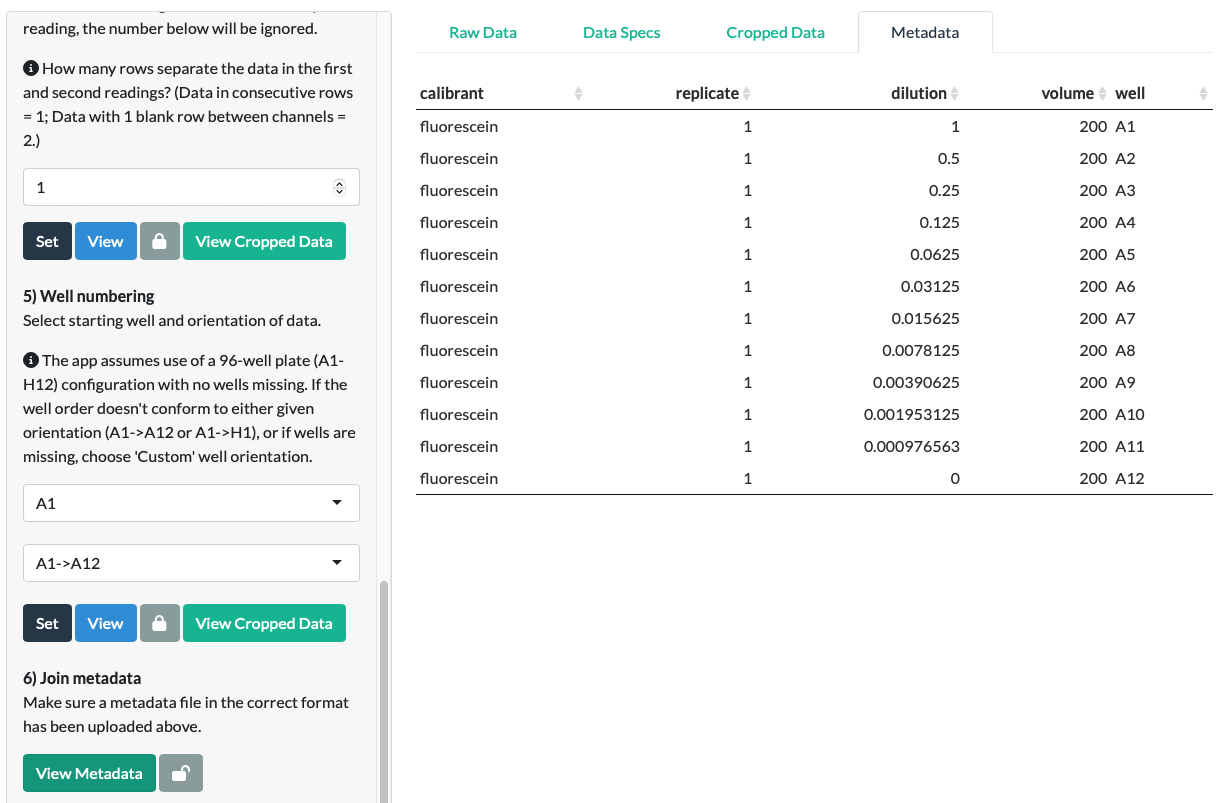 reading, the number below will be ignored.
How many rows separate the data in the first
and second readings? (Data in consecutive rows
= 1; Data with 1 blank row between channels =
2.)
1
Set View View Cropped Data
5) Well numbering
Select starting well and orientation of data.
The app assumes use of a 96-well plate (A1-
H12) configuration with no wells missing. If the
well order doesn't conform to either given
orientation (A1->A12 or A1->H1), or if wells are
missing, choose 'Custom' well orientation.
A1
A1->A12
Set View View Cropped Data
6) Join metadata
Make sure a metadata file in the correct format
has been uploaded above.
View Metadata
Raw Data Data Specs Cropped Data Metadata
calibrant replicate dilution volume well
fluorescein 1 1 200 A1
fluorescein 1 0.5 200 A2
fluorescein 1 0.25 200 A3
fluorescein 1 0.125 200 A4
fluorescein 1 0.0625 200 A5
fluorescein 1 0.03125 200 A6
fluorescein 1 0.015625 200 A7
fluorescein 1 0.0078125 200 A8
fluorescein 1 0.00390625 200 A9
fluorescein 1 0.001953125 200 A10
fluorescein 1 0.000976563 200 A11
fluorescein 1 0 200 A12